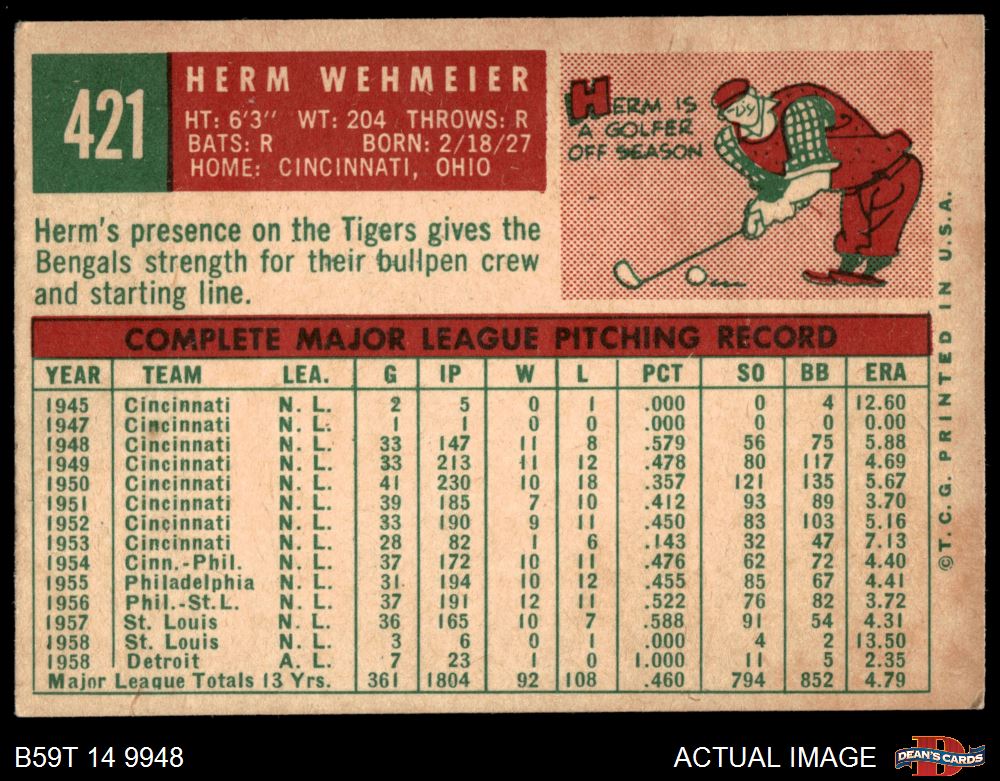 421
HERM WEHMEIER
HT: 6'3" WT: 204 THROWS: R
BATS: R BORN: 2/18/27
HOME: CINCINNATI, OHIO
HERM IS
A GOLFER
OFF SEASON
Herm's presence on the Tigers gives the
Bengals strength for their bullpen crew
and starting line.
COMPLETE MAJOR LEAGUE PITCHING RECORD
YEAR TEAM LEA. G IP W L PCT SO BB ERA
1945 Cincinnati N. L. 2 5 0 1 .000 0 4 12.60
1947 Cincinnati N. L. 1 1 0 0 .000 0 0 0.00
1948 Cincinnati N. L. 33 147 11 8 .579 56 75 5.88
1949 Cincinnati N. L. 33 213 11 12 .478 80 117 4.69
1950 Cincinnati N. L. 41 230 10 18 .357 121 135 5.67
1951 Cincinnati N. L. 39 185 7 10 .412 93 89 3.70
1952 Cincinnati N. L. 33 190 9 11 .450 83 103 5.16
1953 Cincinnati N. L. 28 82 1 6 .143 32 47 7.13
1954 Cinn.-Phil. N. L. 37 172 10 11 .476 62 72 4.40
1955 Philadelphia N. L. 31 194 10 12 .455 85 67 4.41
1956 Phil.-St.L. N. L. 37 191 12 11 .522 76 82 3.72
1957 St. Louis N. L. 36 165 10 7 .588 91 54 4.31
1958 St. Louis N. L. 3 6 0 1 .000 4 2 13.50
1958 Detroit A. L. 7 23 1 0 1.000 11 5 2.35
Major League Totals 13 Yrs. 361 1804 92 108 .460 794 852 4.79
©T. C. G. PRINTED IN U.S.A.
B59T 14 9948
ACTUAL IMAGE
DEAN'S CARDS